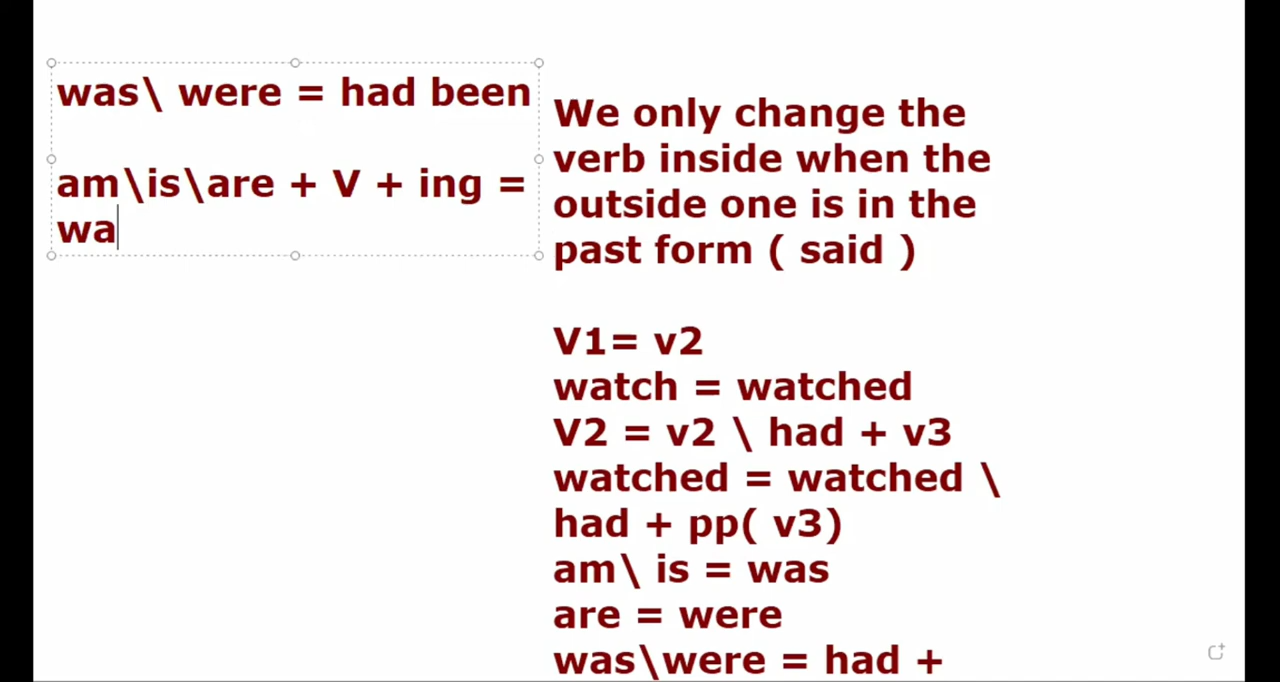 was\ were = had been
am\is\are + V + ing =
wa
We only change the
verb inside when the
outside one is in the
past form ( said )
V1= v2
watch = watched
V2 = v2 \ had + v3
watched = watched \
had + pp( v3)
am\ is = was
are = were
was\were = had +